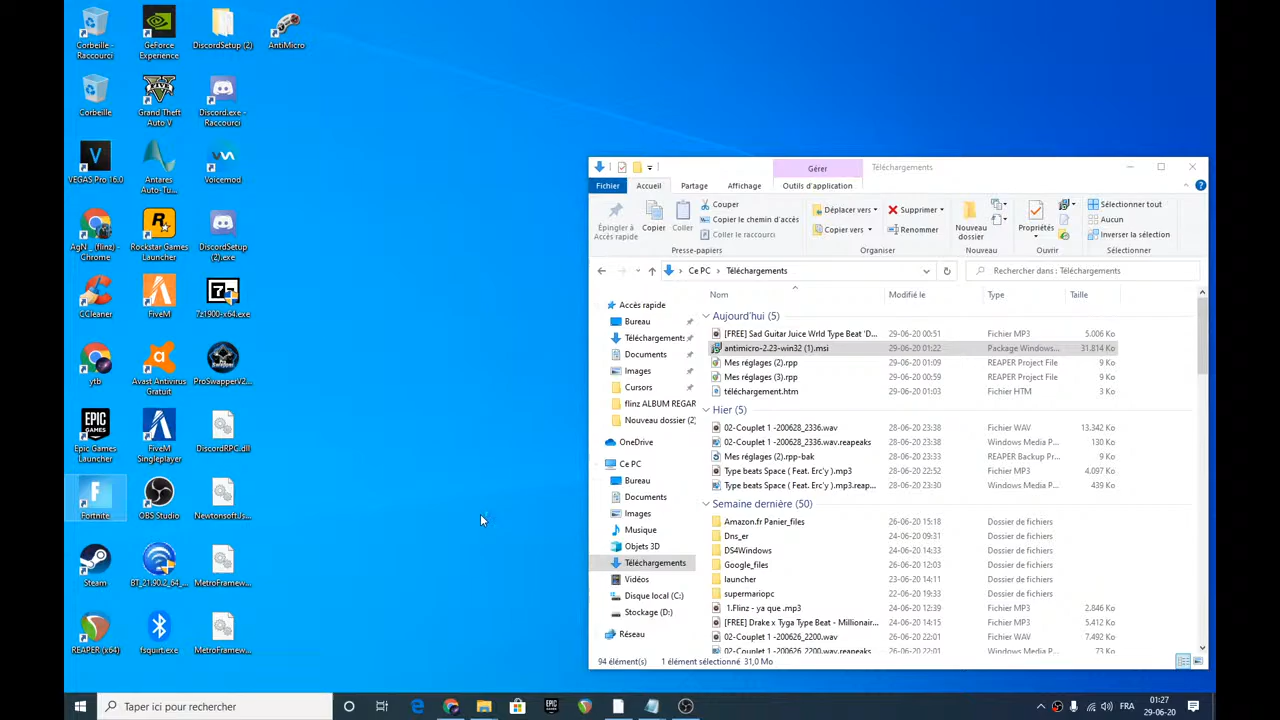 Corbeille -
Raccourci
GeForce
Experience
DiscordSetup (2)
AntiMicro
Corbeille
Grand Theft
Auto V
Discord.exe -
Raccourci
VEGAS Pro 16.0
Antares
Auto-Tu...
Voicemod
AgN ... (flinz) -
Chrome
Rockstar Games
Launcher
DiscordSetup
(2).exe
CCleaner
FiveM
7z1900-x64.exe
ytb
Avast Antivirus
Gratuit
ProSwapperV2...
Epic Games
Launcher
FiveM
Singleplayer
DiscordRPC.dll
Fortnite
OBS Studio
NewtonsoftJs...
Steam
BT_21.90.2_64_...
MetroFramew...
REAPER (x64)
fsquirt.exe
MetroFramew...
Gérer
Téléchargements
Fichier
Accueil
Partage
Affichage
Outils d'application
Épingler à
Accès rapide
Copier
Coller
Couper
Copier le chemin d'accès
Coller le raccourci
Presse-papiers
Déplacer vers
Copier vers
Supprimer
Renommer
Organiser
Nouveau
dossier
Nouveau
Propriétés
Ouvrir
Sélectionner tout
Aucun
Inverser la sélection
Sélectionner
Ce PC > Téléchargements
Rechercher dans : Téléchargements
Accès rapide
Bureau
Téléchargements
Documents
Images
Cursors
flinz ALBUM REGAR
Nouveau dossier (2)
OneDrive
Ce PC
Bureau
Documents
Images
Musique
Objets 3D
Téléchargements
Vidéos
Disque local (C:)
Stockage (D:)
Réseau
Nom Modifié le Type Taille
Aujourd'hui (5)
[FREE] Sad Guitar Juice Wrld Type Beat 'D... 29-06-20 00:51 Fichier MP3 5.006 Ko
antimicro-2.23-win32 (1).msi 29-06-20 01:22 Package Windows... 31.814 Ko
Mes réglages (2).rpp 29-06-20 01:00 REAPER Project File 9 Ko
Mes réglages (3).rpp 29-06-20 00:59 REAPER Project File 9 Ko
téléchargement.htm 29-06-20 01:03 Fichier HTM 3 Ko
Hier (5)
02-Couplet 1 -200628_2336.wav 28-06-20 23:38 Fichier WAV 13.342 Ko
02-Couplet 1 -200628_2336.wav.reapeaks 28-06-20 23:38 Windows Media P... 130 Ko
Mes réglages (2).rpp-bak 28-06-20 23:38 REAPER Backup Pr... 9 Ko
Type beats Space ( Feat. Erc'y ).mp3 28-06-20 22:52 Fichier MP3 4.097 Ko
Type beats Space ( Feat. Erc'y ).mp3.reap... 28-06-20 23:38 Windows Media P... 439 Ko
Semaine dernière (50)
Amazon.fr Panier_files 26-06-20 15:18 Dossier de fichiers
Dns_er 24-06-20 09:31 Dossier de fichiers
DS4Windows 24-06-20 14:33 Dossier de fichiers
Google_files 26-06-20 12:03 Dossier de fichiers
launcher 23-06-20 14:11 Dossier de fichiers
supermariopc 22-06-20 19:33 Dossier de fichiers
1.Flinz - ya que .mp3 24-06-20 12:39 Fichier MP3 2.846 Ko
[FREE] Drake x Tyga Type Beat - Millionair... 24-06-20 14:15 Fichier MP3 5.412 Ko
02-Couplet 1 -200626_2200.wav 26-06-20 22:01 Fichier WAV 7.492 Ko
02-Couplet 1 -200626_2200.wav.reapeaks 26-06-20 22:01 Windows Media P... 73 Ko
94 élément(s) 1 élément sélectionné 31,0 Mo
Taper ici pour rechercher
FRA
01:27
29-06-20